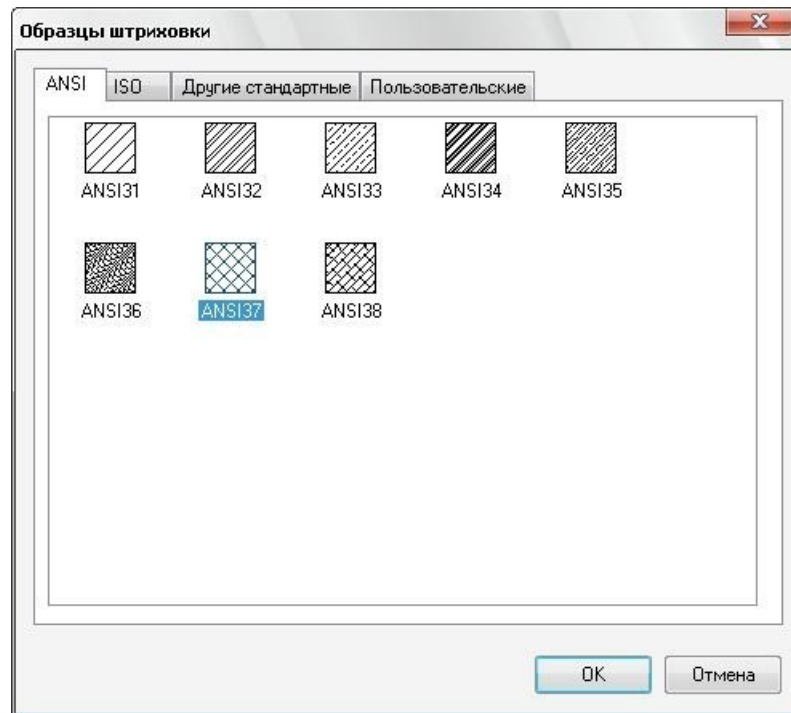 Образцы штриховки
ANSI ISO Другие стандартные Пользовательские
ANSI31 ANSI32 ANSI33 ANSI34 ANSI35
ANSI36 ANSI37 ANSI38
OK Отмена